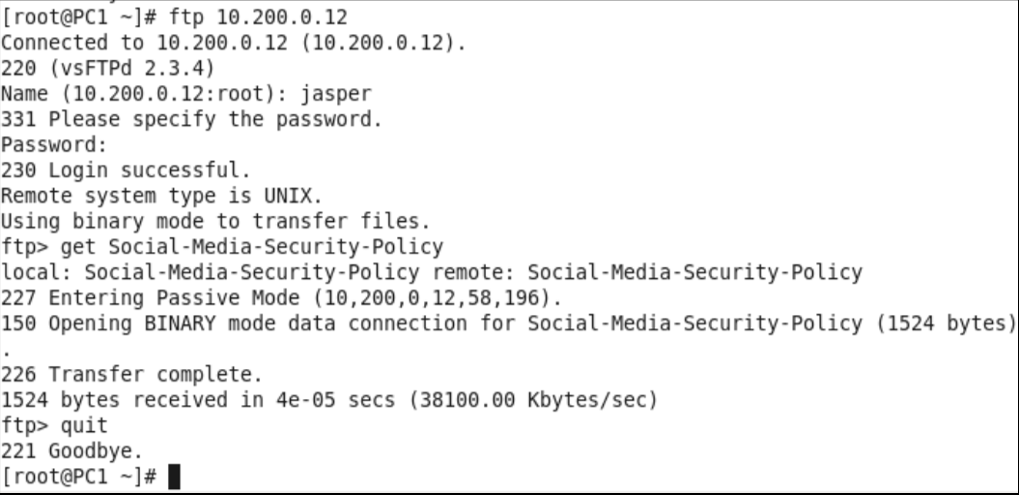 [root@PC1 ~]# ftp 10.200.0.12
Connected to 10.200.0.12 (10.200.0.12).
220 (vsFTPd 2.3.4)
Name (10.200.0.12:root): jasper
331 Please specify the password.
Password:
230 Login successful.
Remote system type is UNIX.
Using binary mode to transfer files.
ftp> get Social-Media-Security-Policy
local: Social-Media-Security-Policy remote: Social-Media-Security-Policy
227 Entering Passive Mode (10,200,0,12,58,196).
150 Opening BINARY mode data connection for Social-Media-Security-Policy (1524 bytes)
.
226 Transfer complete.
1524 bytes received in 4e-05 secs (38100.00 Kbytes/sec)
ftp> quit
221 Goodbye.
[root@PC1 ~]#